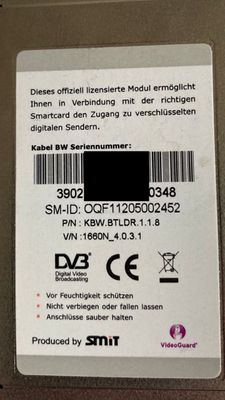 Dieses offiziell lizensierte Modul ermöglicht
Ihnen in Verbindung mit der richtigen
Smartcard den Zugang zu verschlüsselten
digitalen Sendern.
Kabel BW Seriennummer:
3902 0348
SM-ID: OQF11205002452
P/N : KBW.BTLDR.1.1.8
V/N :1660N_4.0.3.1
DVB
Digital Video
Broadcasting
CE
* Vor Feuchtigkeit schützen
* Nicht verbiegen oder fallen lassen
* Anschlüsse sauber halten
Produced by SMiT
VideoGuard®